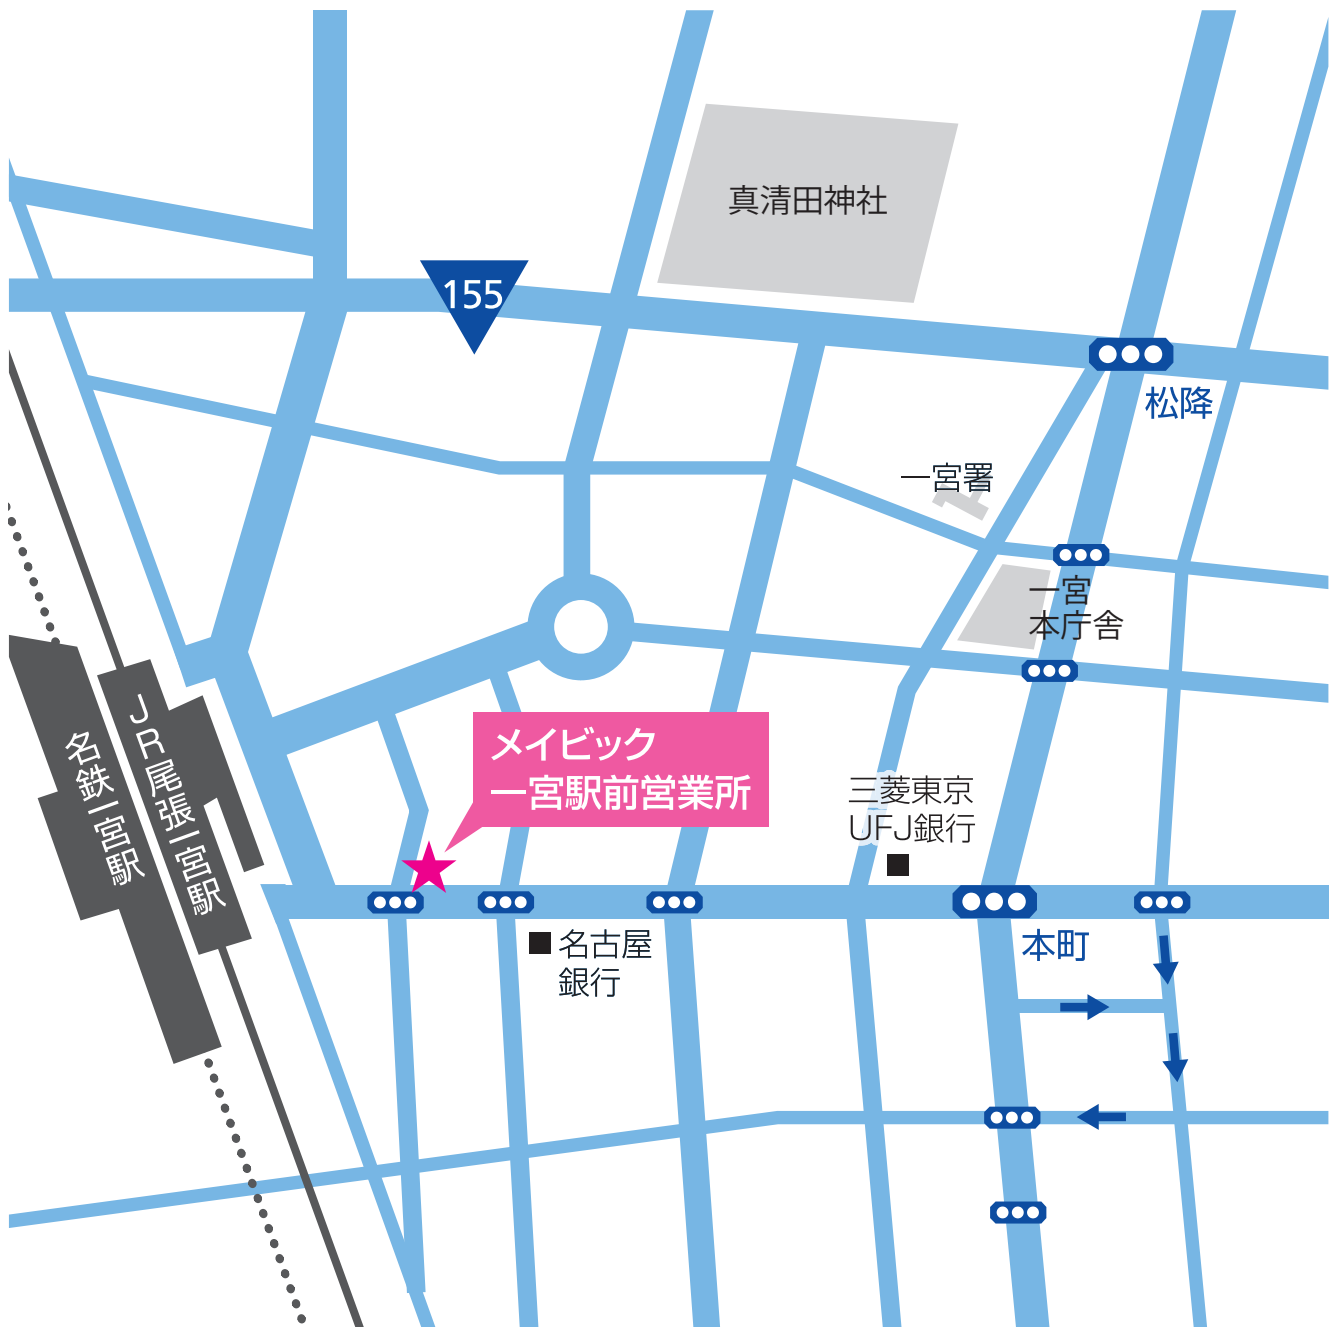 真清田神社
155
松降
一宮署
一宮
本庁舎
メイビック
一宮駅前営業所
名鉄一宮駅
JR尾張一宮駅
三菱東京
UFJ銀行
名古屋
銀行
本町